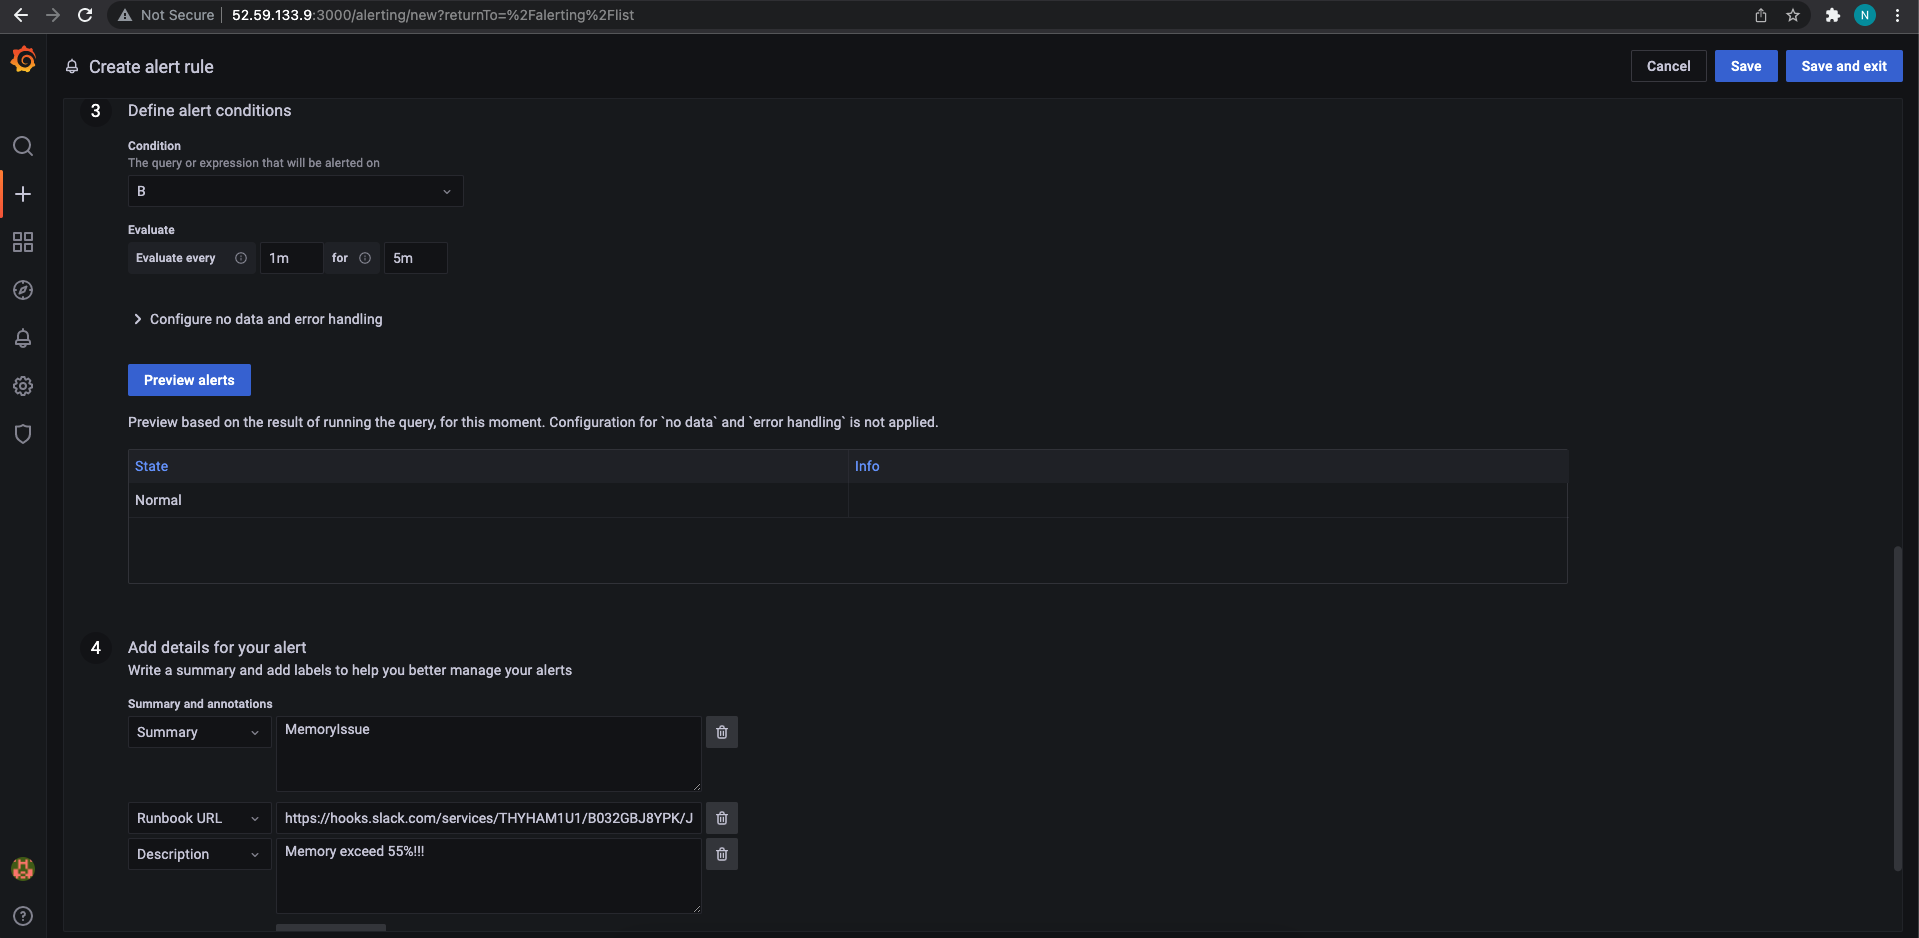 Not Secure 52.59.133.9:3000/alerting/new?returnTo=%2Falerting%2Flist
N
Create alert rule
Cancel
Save
Save and exit
3 Define alert conditions
Condition
The query or expression that will be alerted on
B
Evaluate
Evaluate every 1m for 5m
Configure no data and error handling
Preview alerts
Preview based on the result of running the query, for this moment. Configuration for `no data` and `error handling` is not applied.
State Info
Normal
4 Add details for your alert
Write a summary and add labels to help you better manage your alerts
Summary and annotations
Summary MemoryIssue
Runbook URL https://hooks.slack.com/services/THYHAM1U1/B032GBJ8YPK/J
Description Memory exceed 55%!!!